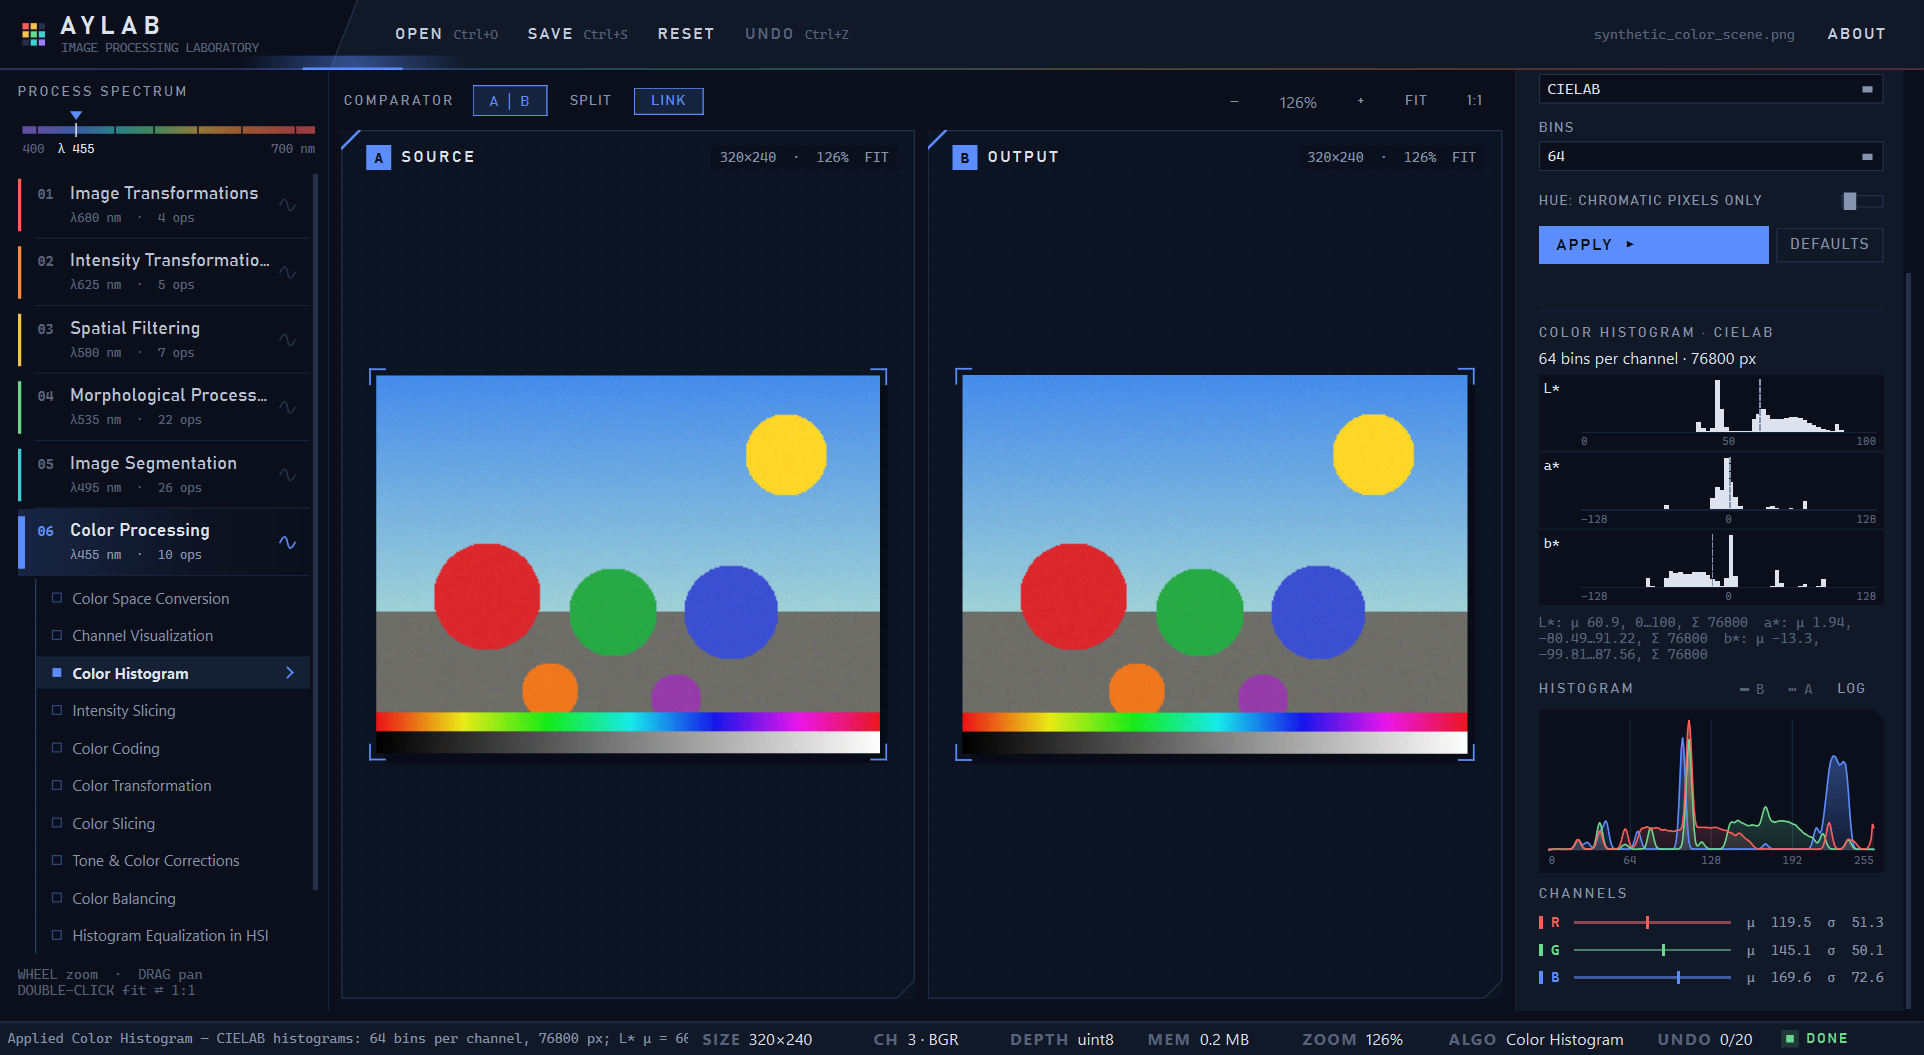 AYLAB
IMAGE PROCESSING LABORATORY
OPEN Ctrl+O SAVE Ctrl+S RESET UNDO Ctrl+Z
synthetic_color_scene.png ABOUT
PROCESS SPECTRUM
400 λ 455 700 nm
01 Image Transformations
λ680 nm · 4 ops
02 Intensity Transformatio...
λ625 nm · 5 ops
03 Spatial Filtering
λ580 nm · 7 ops
04 Morphological Process...
λ535 nm · 22 ops
05 Image Segmentation
λ495 nm · 26 ops
06 Color Processing
λ455 nm · 10 ops
Color Space Conversion
Channel Visualization
Color Histogram
Intensity Slicing
Color Coding
Color Transformation
Color Slicing
Tone & Color Corrections
Color Balancing
Histogram Equalization in HSI
WHEEL zoom · DRAG pan
DOUBLE-CLICK fit ⇄ 1:1
COMPARATOR A | B SPLIT LINK
− 126% + FIT 1:1
A SOURCE 320×240 · 126% FIT
B OUTPUT 320×240 · 126% FIT
CIELAB
BINS
64
HUE: CHROMATIC PIXELS ONLY
APPLY ▸ DEFAULTS
COLOR HISTOGRAM · CIELAB
64 bins per channel · 76800 px
L*
0 50 100
a*
−128 0 128
b*
−128 0 128
L*: μ 60.9, 0…100, Σ 76800 a*: μ 1.94,
−80.49…91.22, Σ 76800 b*: μ −13.3,
−99.81…87.56, Σ 76800
HISTOGRAM B A LOG
0 64 128 192 255
CHANNELS
R μ 119.5 σ 51.3
G μ 145.1 σ 50.1
B μ 169.6 σ 72.6
Applied Color Histogram — CIELAB histograms: 64 bins per channel, 76800 px; L* μ = 60
SIZE 320×240 CH 3 · BGR DEPTH uint8 MEM 0.2 MB ZOOM 126% ALGO Color Histogram UNDO 0/20 DONE